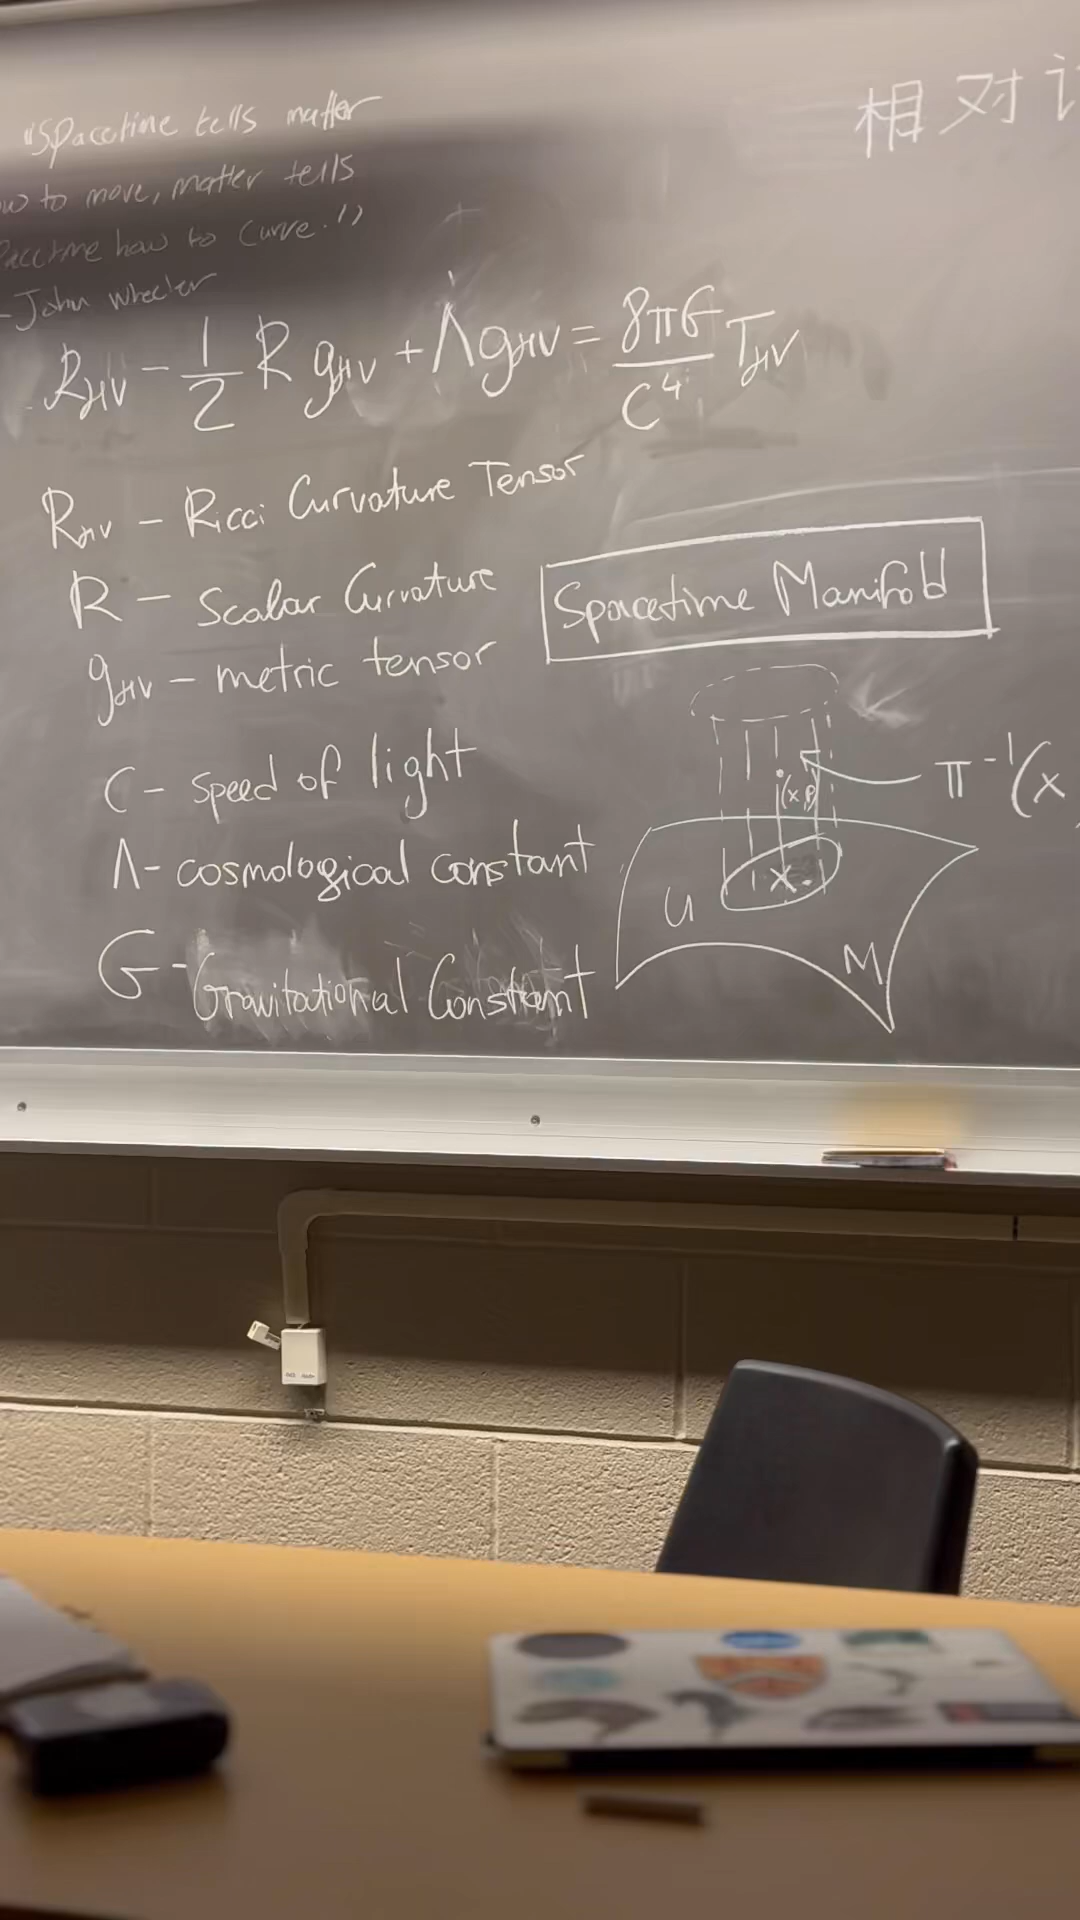 "Spacetime tells matter
ow to move, matter tells
pacetime how to curve."
- John Wheeler
相对
Rμν - 1/2 R gμν + Λgμν = 8πG/C⁴ Tμν
Rμν - Ricci Curvature Tensor
R - Scalar Curvature
gμν - metric tensor
C - speed of light
Λ - cosmological constant
G - Gravitational Constant
Spacetime Manifold
π⁻¹(x
(x,p)
x
U
M